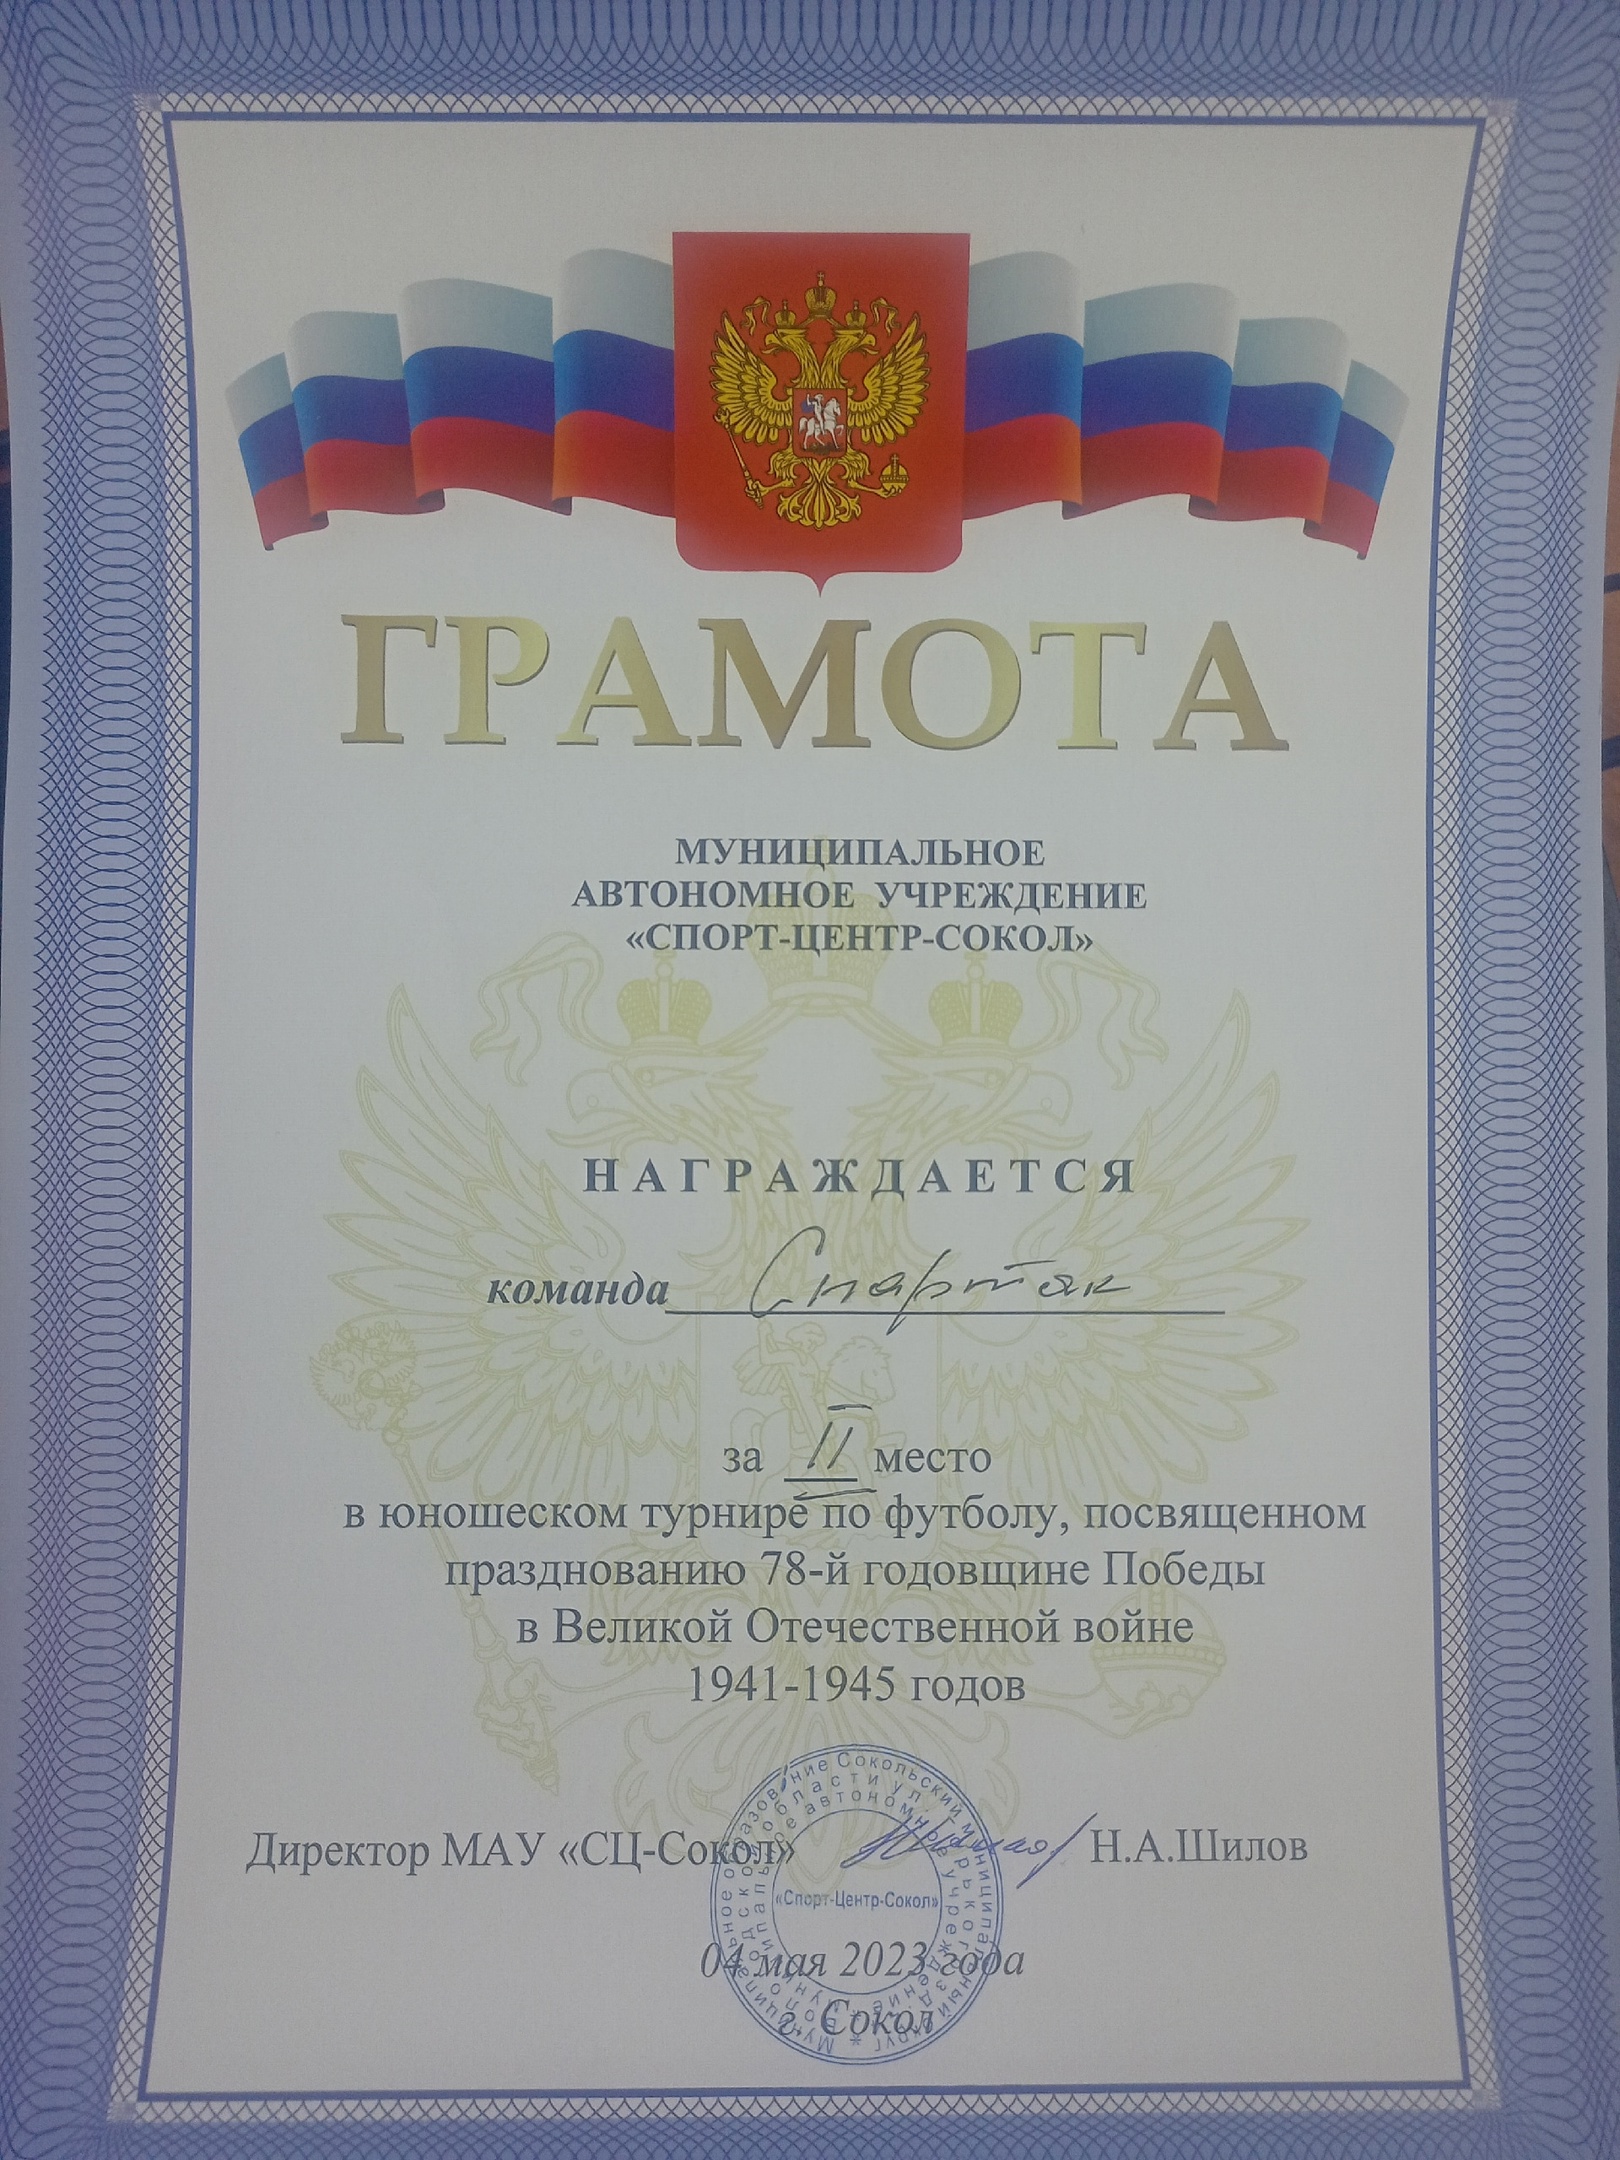 ГРАМОТА
МУНИЦИПАЛЬНОЕ
АВТОНОМНОЕ УЧРЕЖДЕНИЕ
«СПОРТ-ЦЕНТР-СОКОЛ»
НАГРАЖДАЕТСЯ
команда Спартак
за II место
в юношеском турнире по футболу, посвященном
празднованию 78-й годовщине Победы
в Великой Отечественной войне
1941-1945 годов
Директор МАУ «СЦ-Сокол» Н.А.Шилов
«Спорт-Центр-Сокол»
04 мая 2023 года
г. Сокол